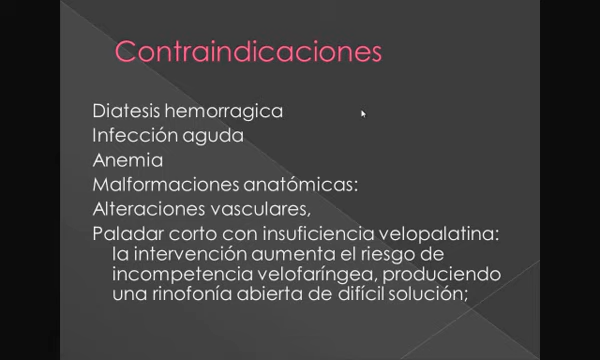 Contraindicaciones
Diatesis hemorragica
Infección aguda
Anemia
Malformaciones anatómicas:
Alteraciones vasculares,
Paladar corto con insuficiencia velopalatina:
la intervención aumenta el riesgo de
incompetencia velofaríngea, produciendo
una rinofonía abierta de difícil solución;